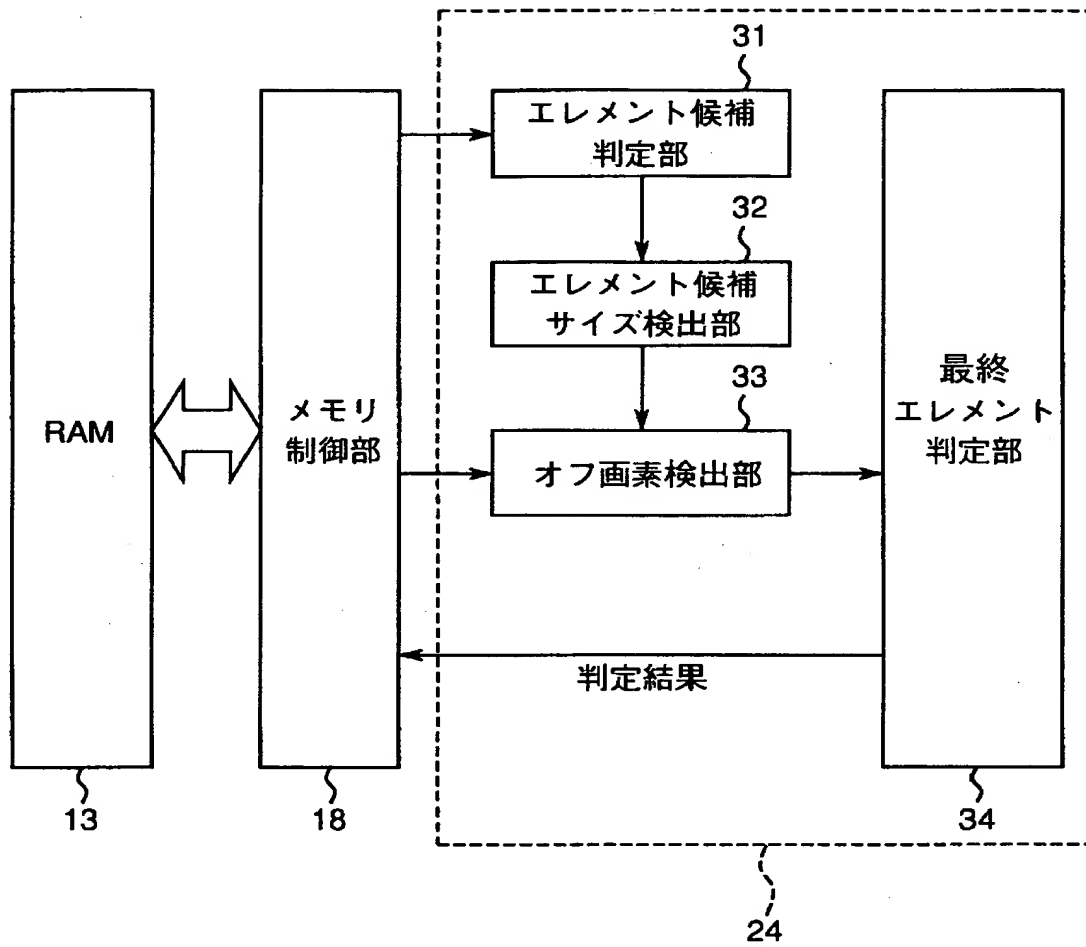 31
エレメント候補
判定部
32
エレメント候補
サイズ検出部
33
オフ画素検出部
RAM
メモリ
制御部
最終
エレメント
判定部
判定結果
13
18
34
24